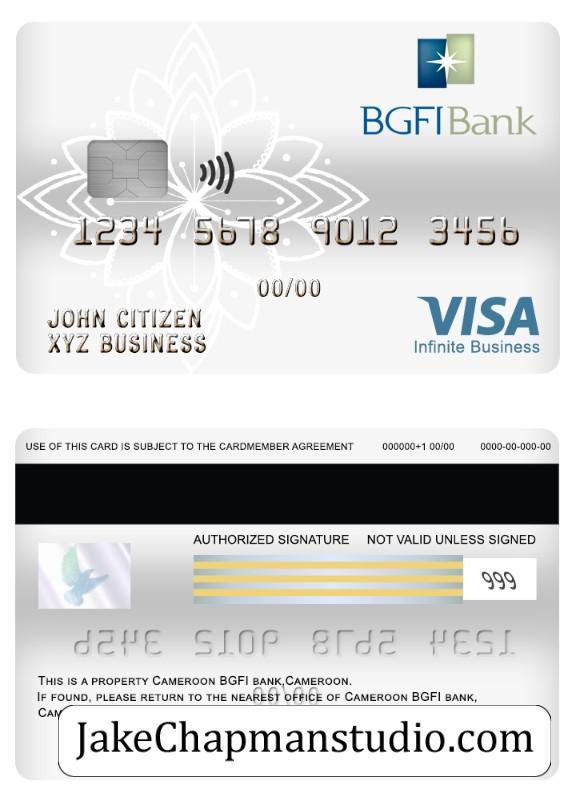 BGFIBank
1234 5678 9012 3456
00/00
JOHN CITIZEN
XYZ BUSINESS
VISA
Infinite Business
USE OF THIS CARD IS SUBJECT TO THE CARDMEMBER AGREEMENT 000000+1 00/00 0000-00-000-00
AUTHORIZED SIGNATURE NOT VALID UNLESS SIGNED
999
1234 5678 9012 3456
THIS IS A PROPERTY CAMEROON BGFI BANK,CAMEROON.
00/00
IF FOUND, PLEASE RETURN TO THE NEAREST OFFICE OF CAMEROON BGFI BANK,
JakeChapmanstudio.com